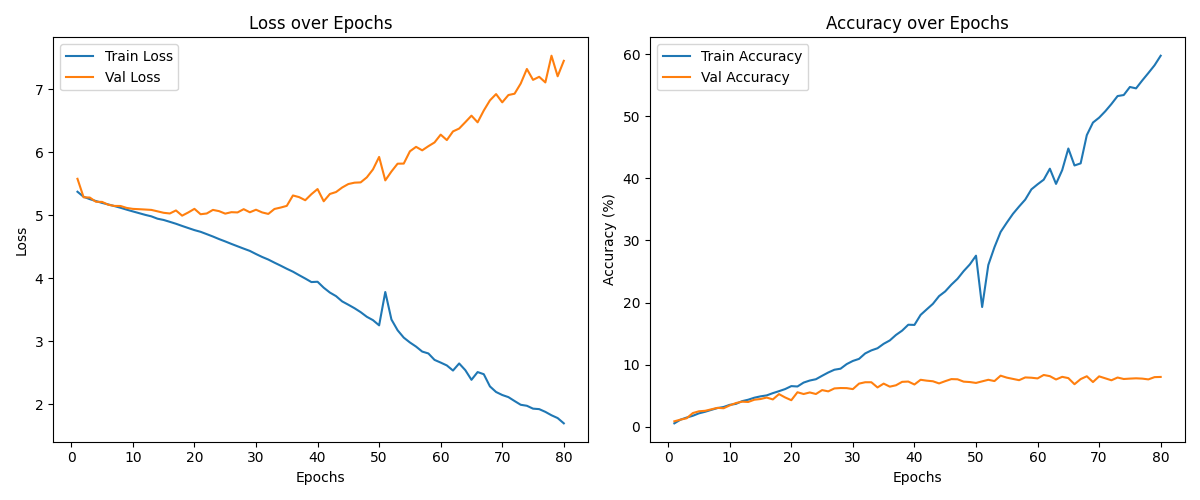 Loss over Epochs
Train Loss
Val Loss
7
6
5
4
3
2
Loss
0 10 20 30 40 50 60 70 80
Epochs
Accuracy over Epochs
Train Accuracy
Val Accuracy
60
50
40
30
20
10
0
Accuracy (%)
0 10 20 30 40 50 60 70 80
Epochs